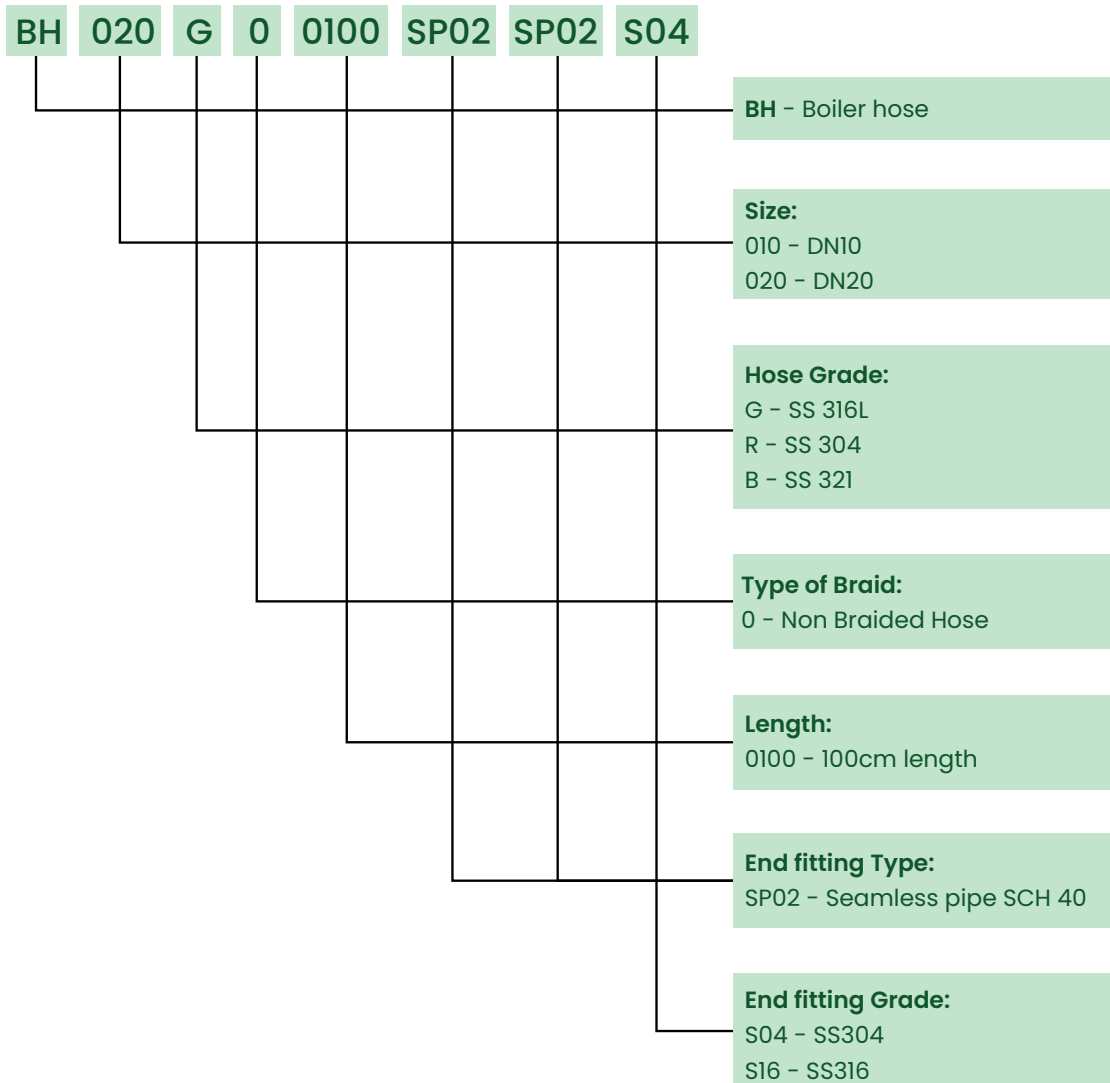 BH 020 G 0 0100 SP02 SP02 S04
BH - Boiler hose
Size:
010 - DN10
020 - DN20
Hose Grade:
G - SS 316L
R - SS 304
B - SS 321
Type of Braid:
0 - Non Braided Hose
Length:
0100 - 100cm length
End fitting Type:
SP02 - Seamless pipe SCH 40
End fitting Grade:
S04 - SS304
S16 - SS316